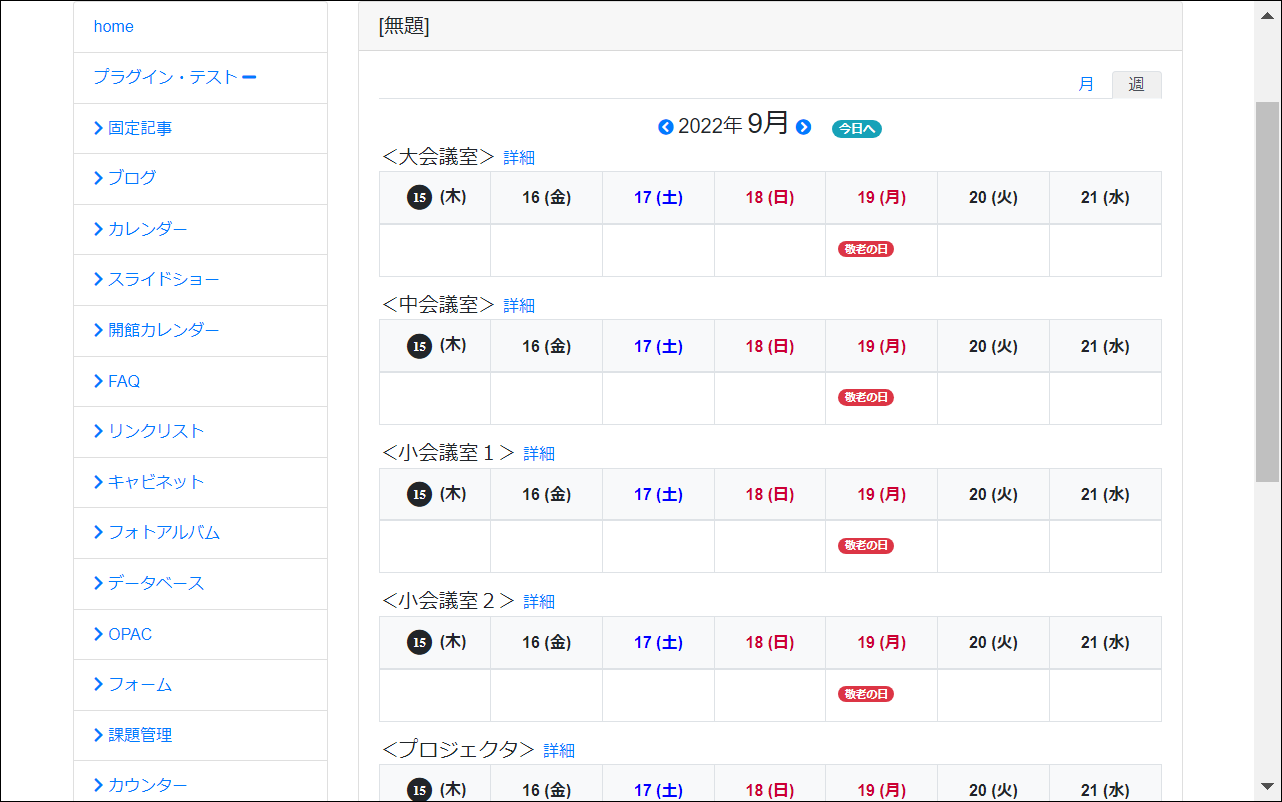 home
プラグイン・テスト
固定記事
ブログ
カレンダー
スライドショー
開館カレンダー
FAQ
リンクリスト
キャビネット
フォトアルバム
データベース
OPAC
フォーム
課題管理
カウンター
[無題]
月 週
2022年 9月 今日へ
＜大会議室＞ 詳細
15 (木) 16 (金) 17 (土) 18 (日) 19 (月) 20 (火) 21 (水)
敬老の日
＜中会議室＞ 詳細
15 (木) 16 (金) 17 (土) 18 (日) 19 (月) 20 (火) 21 (水)
敬老の日
＜小会議室１＞ 詳細
15 (木) 16 (金) 17 (土) 18 (日) 19 (月) 20 (火) 21 (水)
敬老の日
＜小会議室２＞ 詳細
15 (木) 16 (金) 17 (土) 18 (日) 19 (月) 20 (火) 21 (水)
敬老の日
＜プロジェクタ＞ 詳細
15 (木) 16 (金) 17 (土) 18 (日) 19 (月) 20 (火) 21 (水)